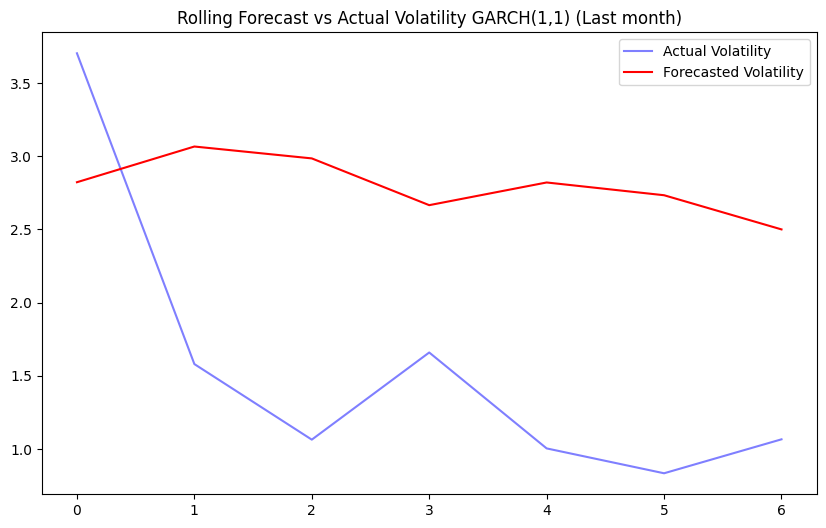 Rolling Forecast vs Actual Volatility GARCH(1,1) (Last month)
Actual Volatility
Forecasted Volatility
3.5
3.0
2.5
2.0
1.5
1.0
0 1 2 3 4 5 6